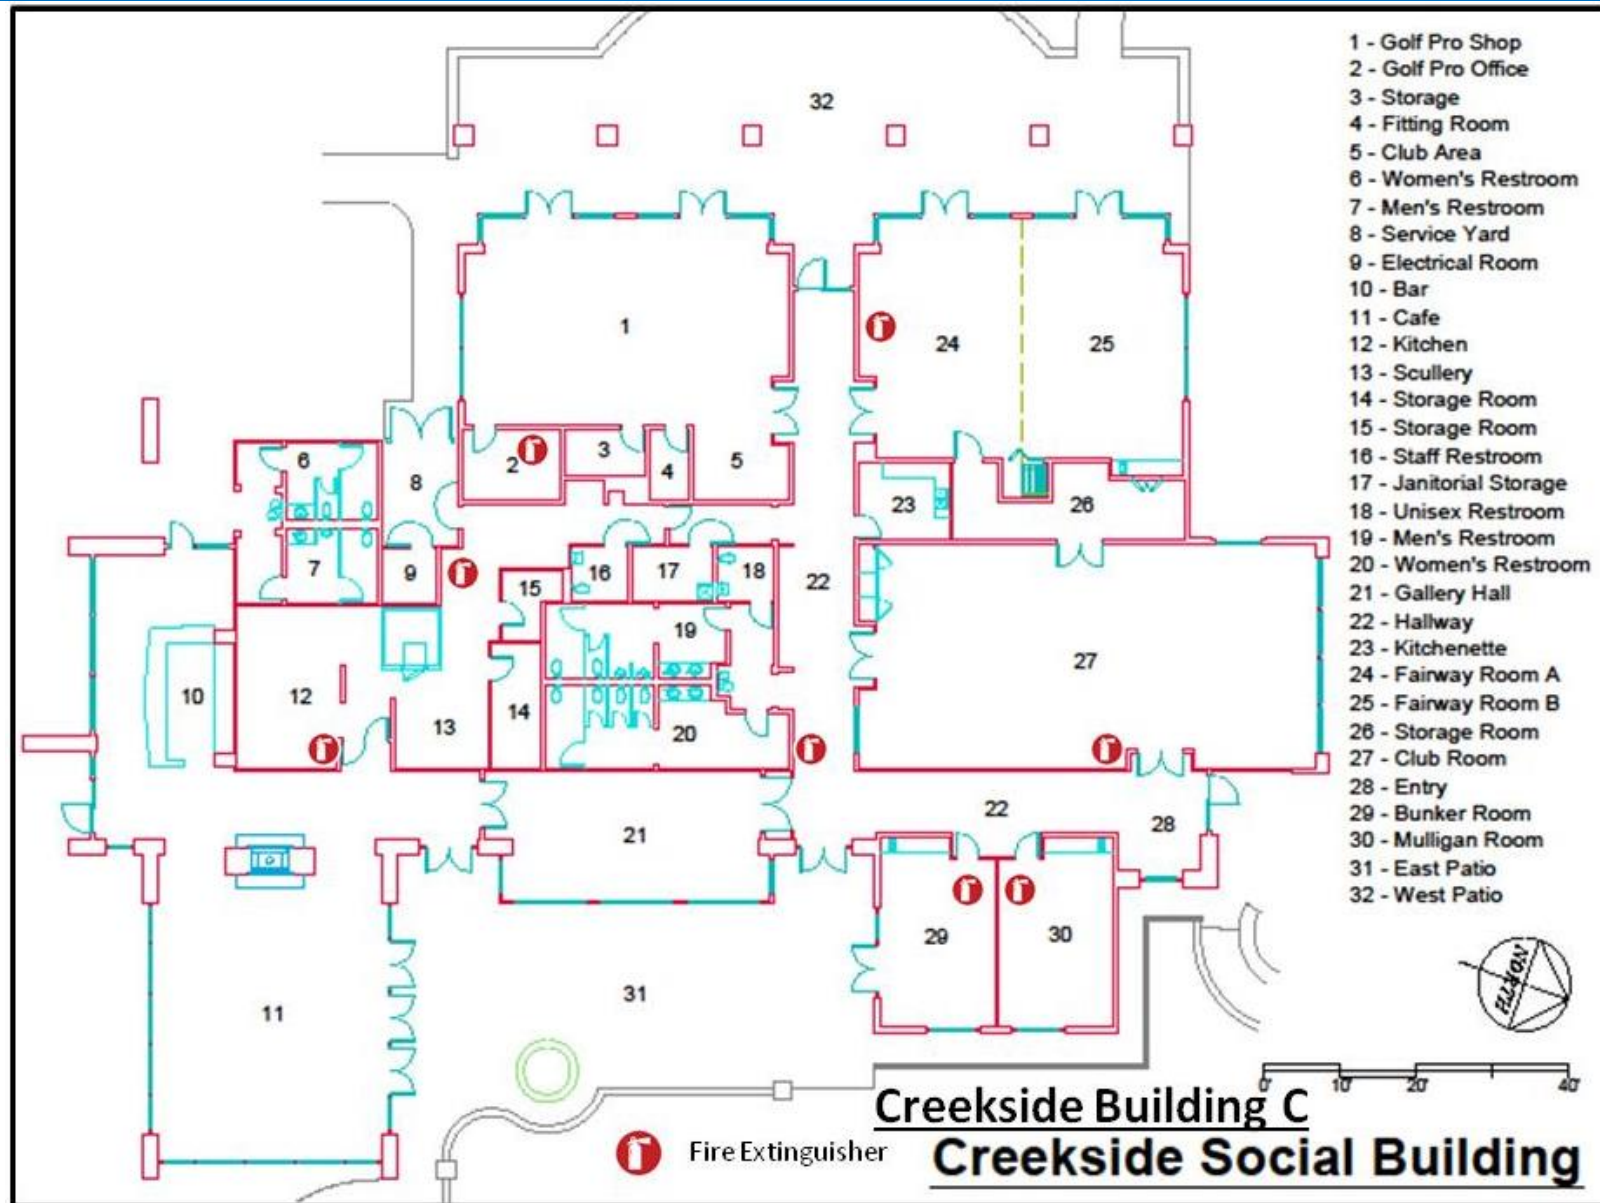 32
1
24
25
2
3
4
5
6
8
23
26
7
9
16
17
18
15
22
19
27
10
12
13
14
20
21
22
28
29
30
31
11
1 - Golf Pro Shop
2 - Golf Pro Office
3 - Storage
4 - Fitting Room
5 - Club Area
6 - Women's Restroom
7 - Men's Restroom
8 - Service Yard
9 - Electrical Room
10 - Bar
11 - Cafe
12 - Kitchen
13 - Scullery
14 - Storage Room
15 - Storage Room
16 - Staff Restroom
17 - Janitorial Storage
18 - Unisex Restroom
19 - Men's Restroom
20 - Women's Restroom
21 - Gallery Hall
22 - Hallway
23 - Kitchenette
24 - Fairway Room A
25 - Fairway Room B
26 - Storage Room
27 - Club Room
28 - Entry
29 - Bunker Room
30 - Mulligan Room
31 - East Patio
32 - West Patio
NORTH
0' 10' 20' 40'
Creekside Building C
Fire Extinguisher
Creekside Social Building